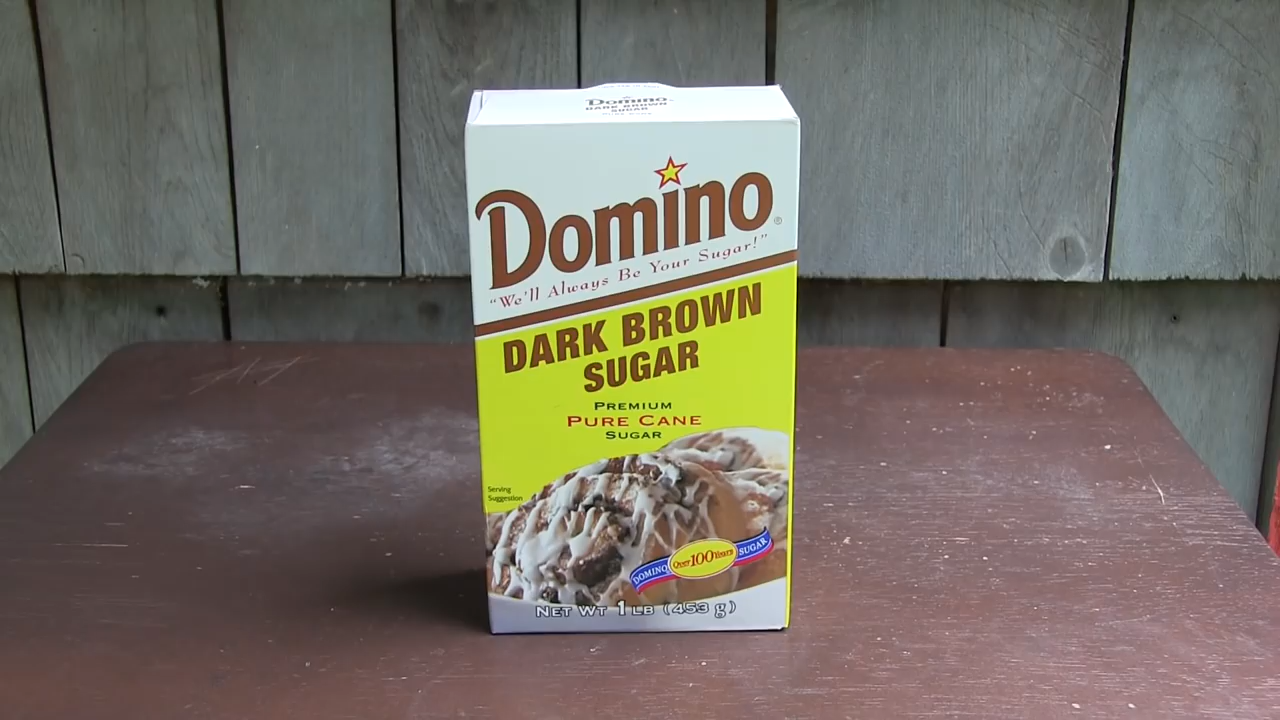 Domino
DARK BROWN
SUGAR
Domino®
"We'll Always Be Your Sugar!"
DARK BROWN
SUGAR
PREMIUM
PURE CANE
SUGAR
Serving
Suggestion
DOMINO Over 100 Years SUGAR
NET WT 1 LB (453 g)